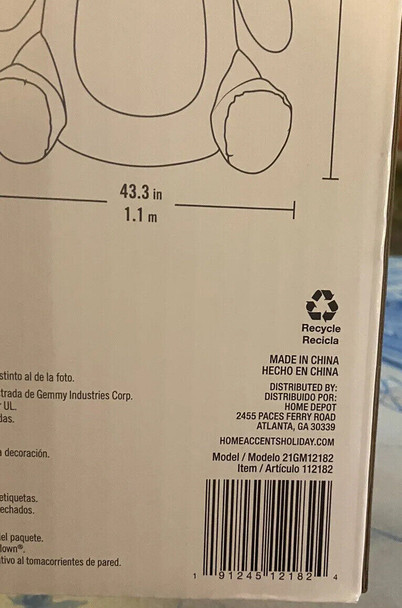 43.3 in
1.1 m
Recycle
Recicla
MADE IN CHINA
HECHO EN CHINA
DISTRIBUTED BY:
DISTRIBUIDO POR:
HOME DEPOT
2455 PACES FERRY ROAD
ATLANTA, GA 30339
HOMEACCENTSHOLIDAY.COM
Model / Modelo 21GM12182
Item / Artículo 112182
1 91245 12182 4
stinto al de la foto.
trada de Gemmy Industries Corp.
UL.
das.
decoración.
etiquetas.
echados.
el paquete.
lown®.
tivo al tomacorrientes de pared.